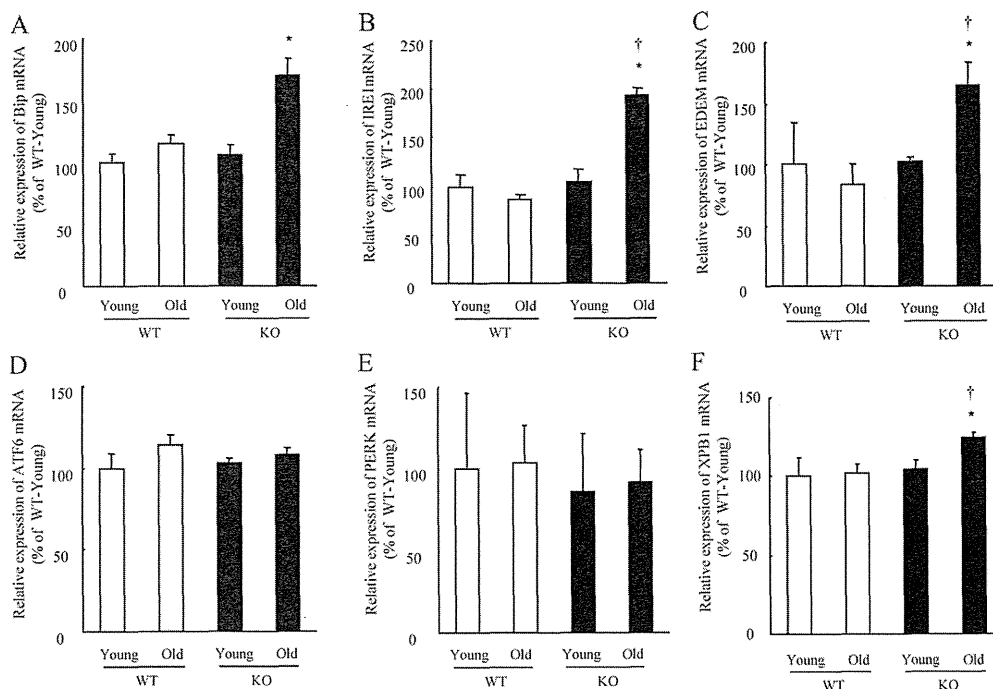 A
Relative expression of Bip mRNA
(% of WT-Young)
200
150
100
50
0
*
Young Old Young Old
WT KO
B
Relative expression of IRE1mRNA
(% of WT-Young)
250
200
150
100
50
0
†
*
Young Old Young Old
WT KO
C
Relative expression of EDEM mRNA
(% of WT-Young)
200
150
100
50
0
†
*
Young Old Young Old
WT KO
D
Relative expression of ATF6 mRNA
(% of WT-Young)
150
100
50
0
Young Old Young Old
WT KO
E
Relative expression of PERK mRNA
(% of WT-Young)
150
100
50
0
Young Old Young Old
WT KO
F
Relative expression of XPB1 mRNA
(% of WT-Young)
150
100
50
0
†
*
Young Old Young Old
WT KO